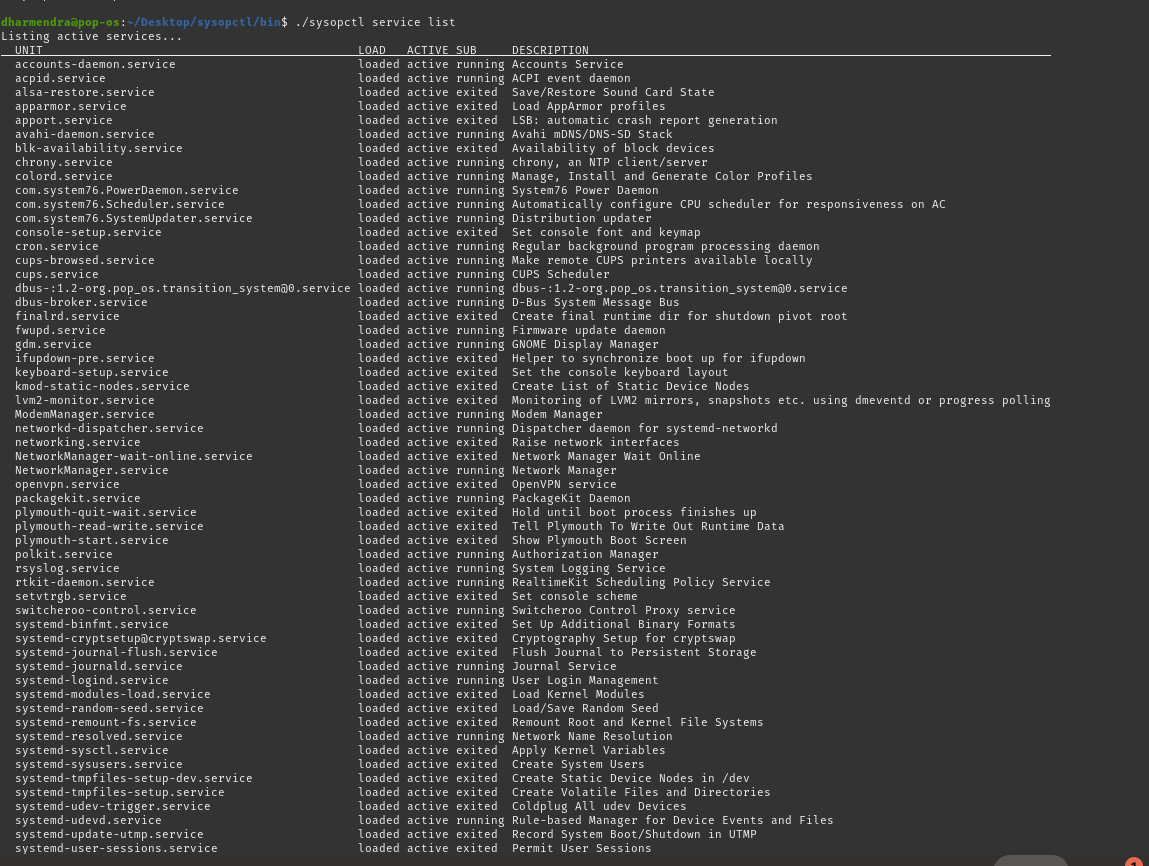 dharmendra@pop-os:~/Desktop/sysopctl/bin$ ./sysopctl service list
Listing active services...
  UNIT                                            LOAD   ACTIVE SUB     DESCRIPTION
  accounts-daemon.service                         loaded active running Accounts Service
  acpid.service                                   loaded active running ACPI event daemon
  alsa-restore.service                            loaded active exited  Save/Restore Sound Card State
  apparmor.service                                loaded active exited  Load AppArmor profiles
  apport.service                                  loaded active exited  LSB: automatic crash report generation
  avahi-daemon.service                            loaded active running Avahi mDNS/DNS-SD Stack
  blk-availability.service                        loaded active exited  Availability of block devices
  chrony.service                                  loaded active running chrony, an NTP client/server
  colord.service                                  loaded active running Manage, Install and Generate Color Profiles
  com.system76.PowerDaemon.service                loaded active running System76 Power Daemon
  com.system76.Scheduler.service                  loaded active running Automatically configure CPU scheduler for responsiveness on AC
  com.system76.SystemUpdater.service              loaded active running Distribution updater
  console-setup.service                           loaded active exited  Set console font and keymap
  cron.service                                    loaded active running Regular background program processing daemon
  cups-browsed.service                            loaded active running Make remote CUPS printers available locally
  cups.service                                    loaded active running CUPS Scheduler
  dbus-:1.2-org.pop_os.transition_system@0.service loaded active running dbus-:1.2-org.pop_os.transition_system@0.service
  dbus-broker.service                             loaded active running D-Bus System Message Bus
  finalrd.service                                 loaded active exited  Create final runtime dir for shutdown pivot root
  fwupd.service                                   loaded active running Firmware update daemon
  gdm.service                                     loaded active running GNOME Display Manager
  ifupdown-pre.service                            loaded active exited  Helper to synchronize boot up for ifupdown
  keyboard-setup.service                          loaded active exited  Set the console keyboard layout
  kmod-static-nodes.service                       loaded active exited  Create List of Static Device Nodes
  lvm2-monitor.service                            loaded active exited  Monitoring of LVM2 mirrors, snapshots etc. using dmeventd or progress polling
  ModemManager.service                            loaded active running Modem Manager
  networkd-dispatcher.service                     loaded active running Dispatcher daemon for systemd-networkd
  networking.service                              loaded active exited  Raise network interfaces
  NetworkManager-wait-online.service              loaded active exited  Network Manager Wait Online
  NetworkManager.service                          loaded active running Network Manager
  openvpn.service                                 loaded active exited  OpenVPN service
  packagekit.service                              loaded active running PackageKit Daemon
  plymouth-quit-wait.service                      loaded active exited  Hold until boot process finishes up
  plymouth-read-write.service                     loaded active exited  Tell Plymouth To Write Out Runtime Data
  plymouth-start.service                          loaded active exited  Show Plymouth Boot Screen
  polkit.service                                  loaded active running Authorization Manager
  rsyslog.service                                 loaded active running System Logging Service
  rtkit-daemon.service                            loaded active running RealtimeKit Scheduling Policy Service
  setvtrgb.service                                loaded active exited  Set console scheme
  switcheroo-control.service                      loaded active running Switcheroo Control Proxy service
  systemd-binfmt.service                          loaded active exited  Set Up Additional Binary Formats
  systemd-cryptsetup@cryptswap.service            loaded active exited  Cryptography Setup for cryptswap
  systemd-journal-flush.service                   loaded active exited  Flush Journal to Persistent Storage
  systemd-journald.service                        loaded active running Journal Service
  systemd-logind.service                          loaded active running User Login Management
  systemd-modules-load.service                    loaded active exited  Load Kernel Modules
  systemd-random-seed.service                     loaded active exited  Load/Save Random Seed
  systemd-remount-fs.service                      loaded active exited  Remount Root and Kernel File Systems
  systemd-resolved.service                        loaded active running Network Name Resolution
  systemd-sysctl.service                          loaded active exited  Apply Kernel Variables
  systemd-sysusers.service                        loaded active exited  Create System Users
  systemd-tmpfiles-setup-dev.service              loaded active exited  Create Static Device Nodes in /dev
  systemd-tmpfiles-setup.service                  loaded active exited  Create Volatile Files and Directories
  systemd-udev-trigger.service                    loaded active exited  Coldplug All udev Devices
  systemd-udevd.service                           loaded active running Rule-based Manager for Device Events and Files
  systemd-update-utmp.service                     loaded active exited  Record System Boot/Shutdown in UTMP
  systemd-user-sessions.service                   loaded active exited  Permit User Sessions